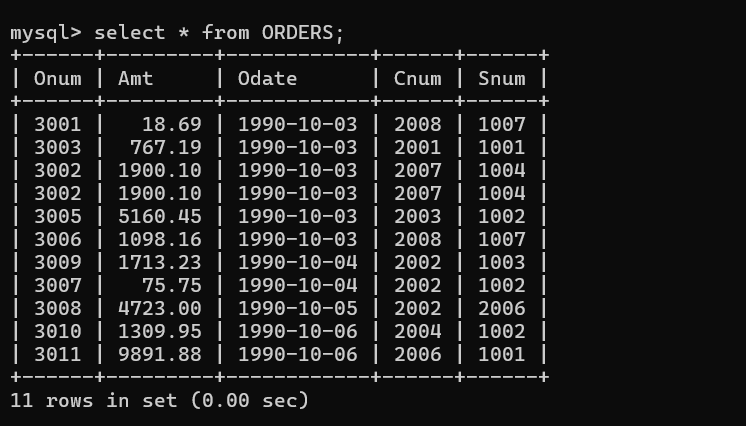 mysql> select * from ORDERS;
+------+---------+------------+------+------+
| Onum | Amt     | Odate      | Cnum | Snum |
+------+---------+------------+------+------+
| 3001 |   18.69 | 1990-10-03 | 2008 | 1007 |
| 3003 |  767.19 | 1990-10-03 | 2001 | 1001 |
| 3002 | 1900.10 | 1990-10-03 | 2007 | 1004 |
| 3002 | 1900.10 | 1990-10-03 | 2007 | 1004 |
| 3005 | 5160.45 | 1990-10-03 | 2003 | 1002 |
| 3006 | 1098.16 | 1990-10-03 | 2008 | 1007 |
| 3009 | 1713.23 | 1990-10-04 | 2002 | 1003 |
| 3007 |   75.75 | 1990-10-04 | 2002 | 1002 |
| 3008 | 4723.00 | 1990-10-05 | 2002 | 2006 |
| 3010 | 1309.95 | 1990-10-06 | 2004 | 1002 |
| 3011 | 9891.88 | 1990-10-06 | 2006 | 1001 |
+------+---------+------------+------+------+
11 rows in set (0.00 sec)